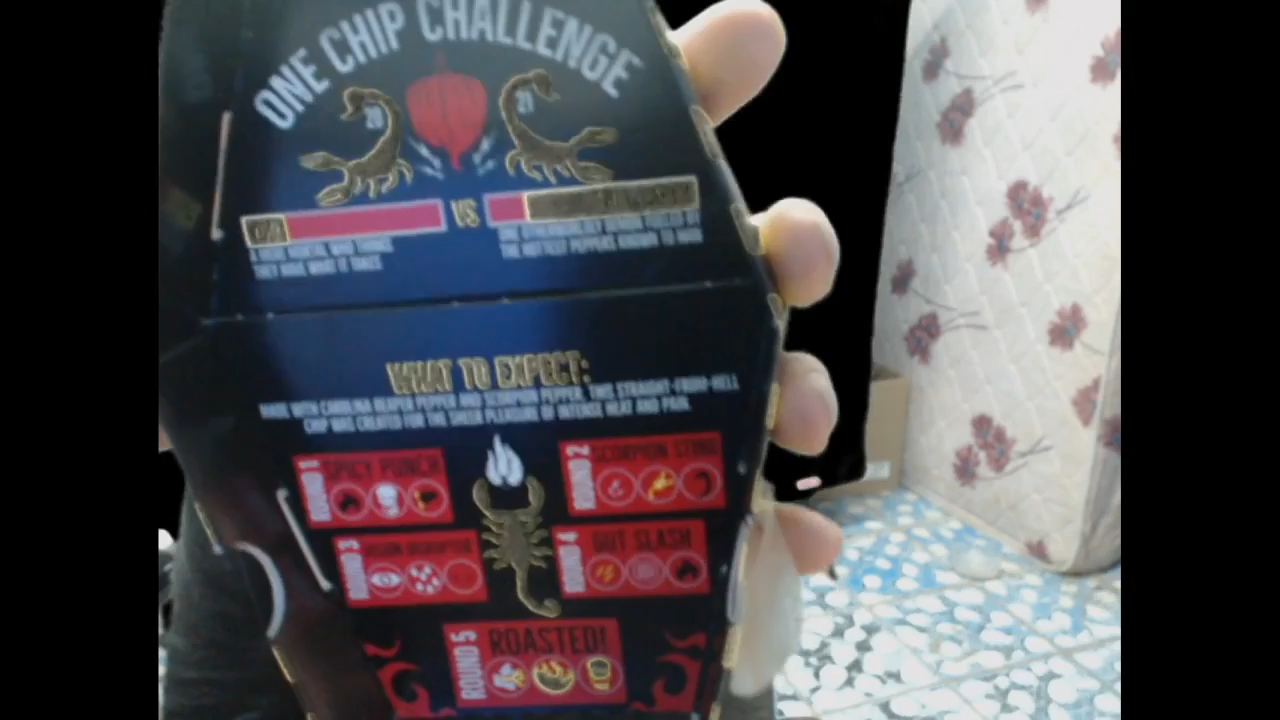 ONE CHIP CHALLENGE
20 21
VS
A MERE MORTAL WHO THINKS
THEY HAVE WHAT IT TAKES
THE HOTTEST PEPPERS KNOWN TO MAN
WHAT TO EXPECT:
MADE WITH CAROLINA REAPER PEPPER AND SCORPION PEPPER, THIS STRAIGHT-FROM-HELL
CHIP WAS CREATED FOR THE SHEER PLEASURE OF INTENSE HEAT AND PAIN.
ROUND 1
SPICY PUNCH
ROUND 2
SCORPION STING
ROUND 3
ROUND 4
GUT SLASH
ROUND 5
ROASTED!